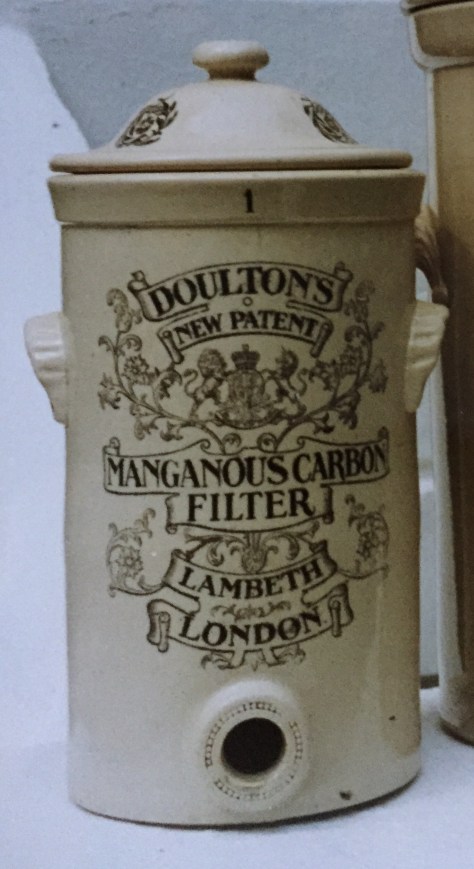 1
DOULTON'S
NEW PATENT
MANGANOUS CARBON
FILTER
LAMBETH
LONDON